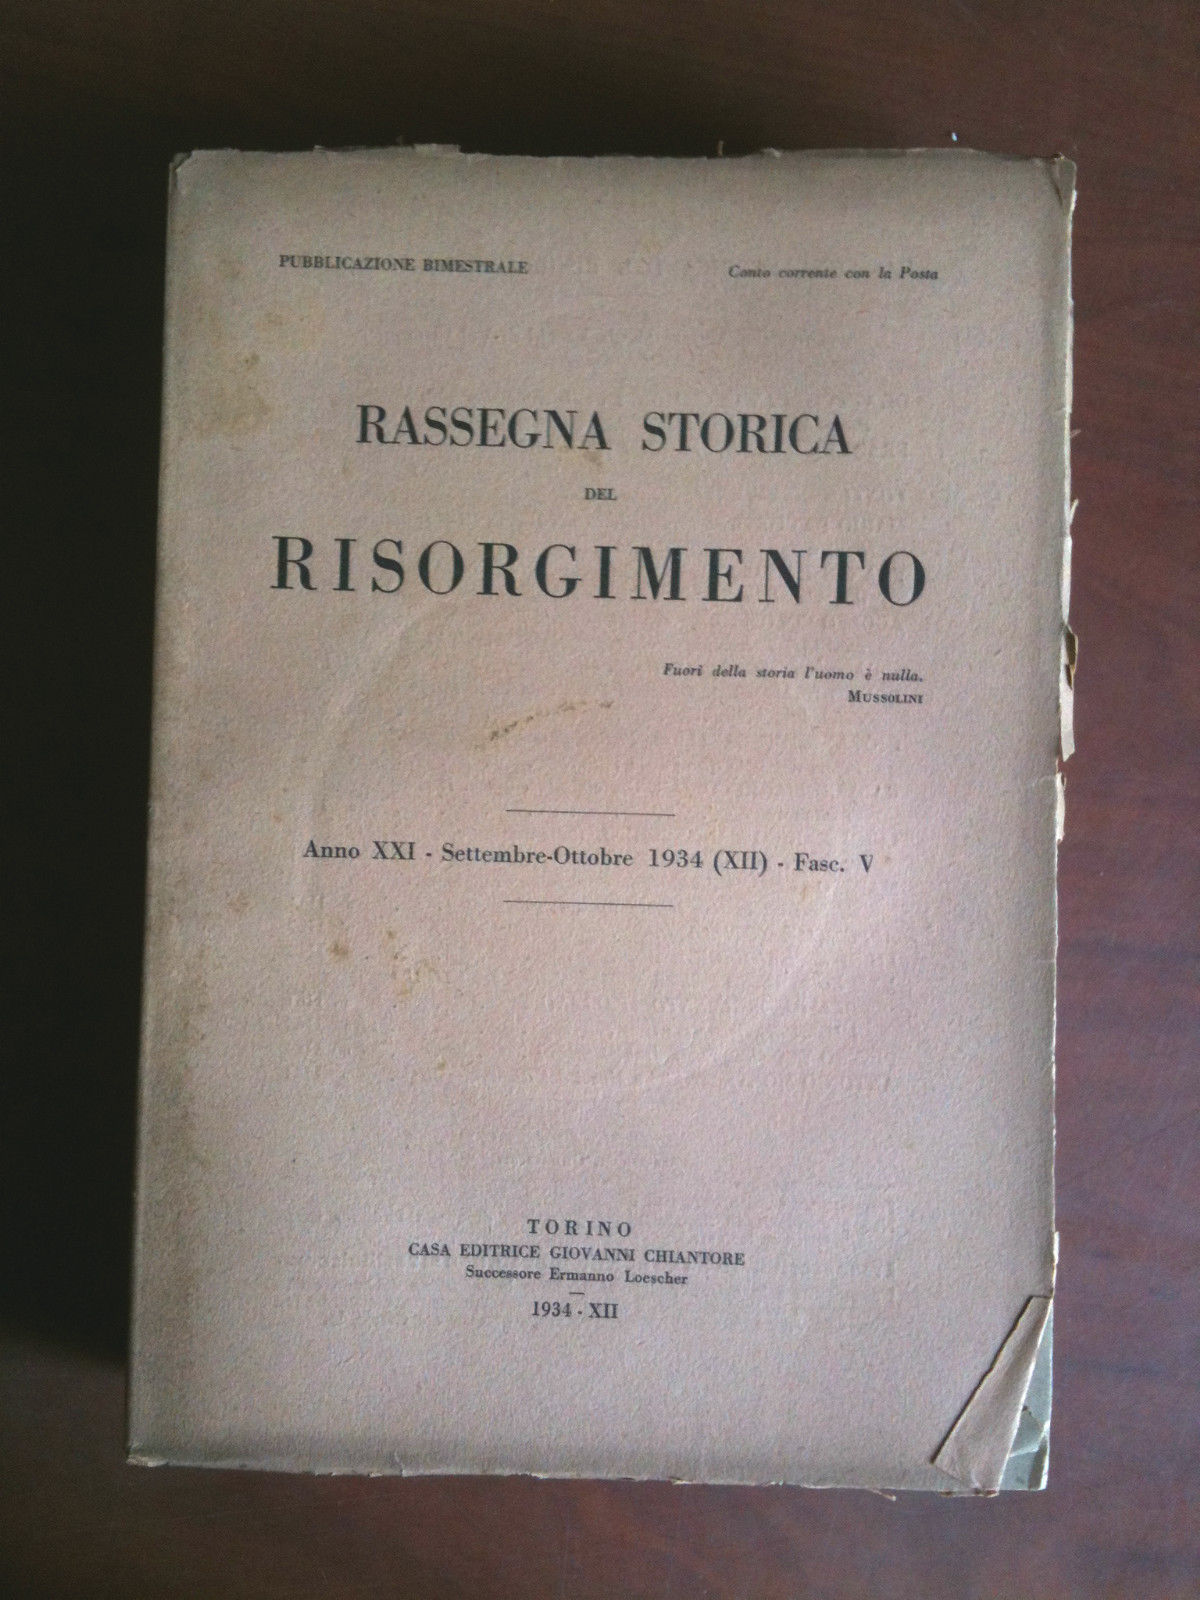 PUBBLICAZIONE BIMESTRALE
Conto corrente con la Posta
RASSEGNA STORICA
DEL
RISORGIMENTO
Fuori della storia l'uomo è nulla.
MUSSOLINI
Anno XXI - Settembre-Ottobre 1934 (XII) - Fasc. V
TORINO
CASA EDITRICE GIOVANNI CHIANTORE
Successore Ermanno Loescher
1934 - XII